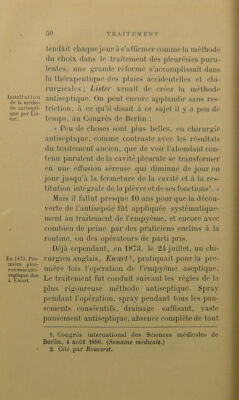 50 TRAITEMENT
tendait chaque jour à s'affirmer comme la méthode
du choix dans le traitement des pleurésies puru-
lentes, une grande réforme s'accomplissait dans
la thérapeutique des plaies accidentelles et chi-
rurgicales; Lister venait de créer la méthode
antiseptique. On peut encore applaudir sans res-
triction, à ce qu'il disait à ce sujet il y a peu de
temps, au Congrès de Berlin :
Installation
de la métho-
de antisepti-
que par Lis-
ter.
« Peu de choses sont plus belles, en chirurgie
antiseptique, comme contraste avec les résultats
du traitement ancien, que de voir l'abondant con-
tenu purulent de la cavité pleurale se transformer
en une effusion séreuse qui diminue de jour en
jour jusqu'à la fermeture de la cavité et à la res-
titution intégrale de la plèvre et de ses fonctions¹. »
Mais il fallut presque 10 ans pour que la décou-
verte de l'antisepsie fût appliquée systématique-
ment au traitement de l'empyème, et encore avec
combien de peine par des praticiens enclins à la
routine, ou des opérateurs de parti pris.
Déjà cependant, en 1873, le 24 juillet, un chi-
rurgien anglais, Ewart², pratiquait pour la pre-
mière fois l'opération de l'empyème aseptique.
Le traitement fut conduit suivant les règles de la
plus rigoureuse méthode antiseptique. Spray
pendant l'opération, spray pendant tous les pan-
sements consécutifs, drainage suffisant, vaste
pansement antiseptique, absence complète de tout
En 1873, Pre-
mière pleu-
rotomie anti-
septique due
à Ewart.
1. Congrès international des Sciences médicales de
Berlin, 4 août 1890. (Semaine médicale.)
2. Cité par Bouveret.